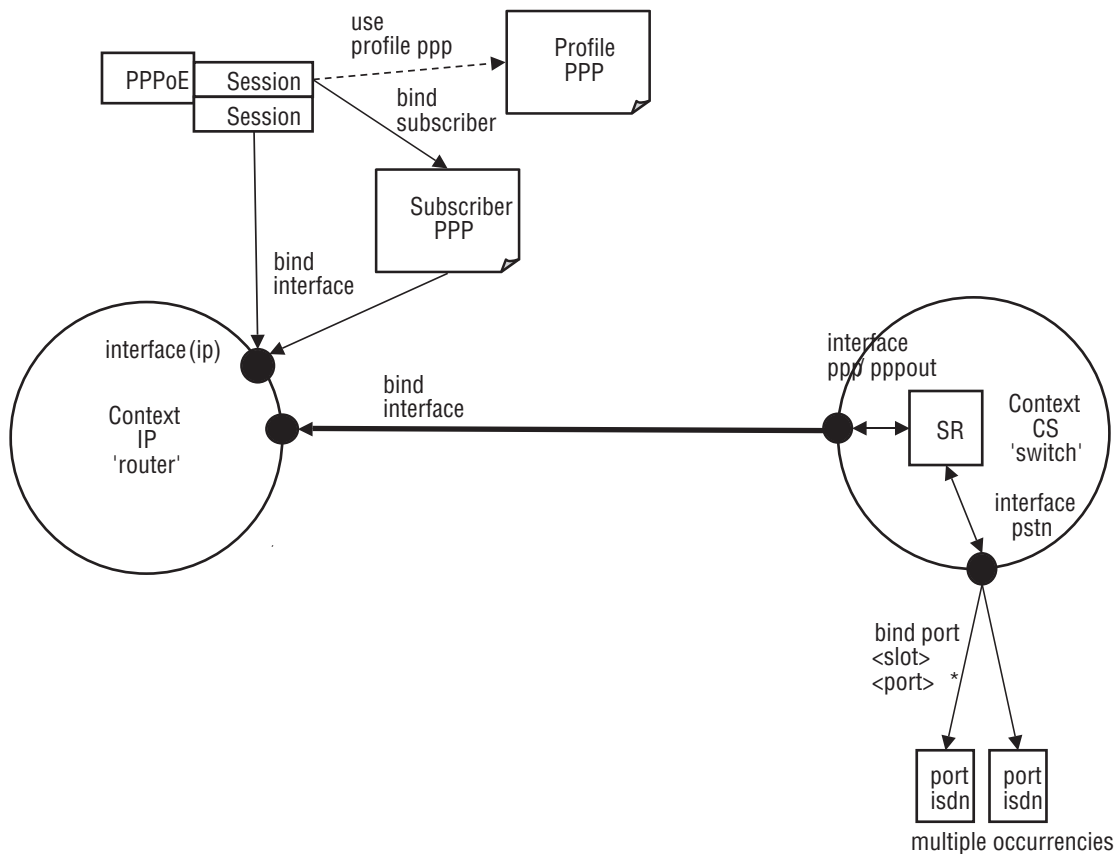 use
profile ppp
Profile
PPP
PPPoE
Session
Session
bind
subscriber
Subscriber
PPP
bind
interface
interface(ip)
Context
IP
'router'
bind
interface
interface
ppp/ pppout
SR
Context
CS
'switch'
interface
pstn
bind port
<slot>
<port> *
port
isdn
port
isdn
multiple occurrencies